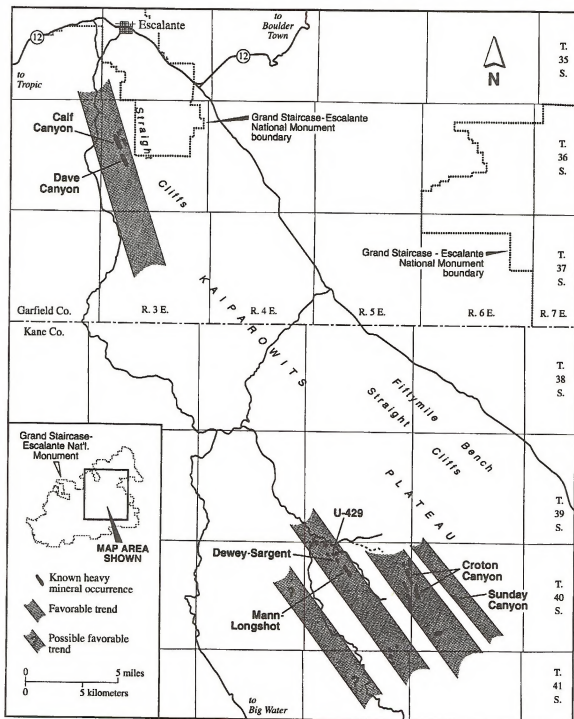 to
Boulder
Town
Escalante
12
12
to
Tropic
N
T.
35
S.
Calf
Canyon
Dave
Canyon
Straight
Cliffs
Grand Staircase-Escalante
National Monument
boundary
T.
36
S.
Grand Staircase - Escalante
National Monument
boundary
T.
37
S.
Garfield Co.
R. 3 E.
R. 4 E.
R. 5 E.
R. 6 E.
R. 7 E.
Kane Co.
KAIPAROWITS
PLATEAU
T.
38
S.
Fiftymile
Bench
Straight
Cliffs
Grand Staircase-
Escalante Nat'l.
Monument
MAP AREA
SHOWN
Known heavy
mineral occurrence
Favorable trend
Possible favorable
trend
0 5 miles
0 5 kilometers
T.
39
S.
U-429
Dewey-Sargent
Mann-
Longshot
Croton
Canyon
Sunday
Canyon
T.
40
S.
T.
41
S.
to
Big Water